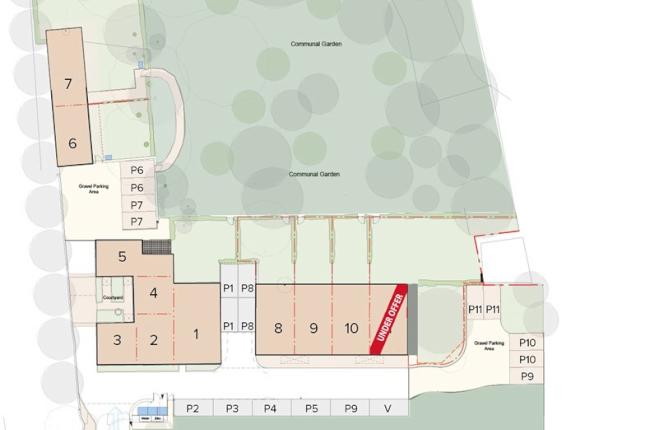 Communal Garden
7
6
P6
P6
P7
P7
Gravel Parking
Area
Communal Garden
5
4
Courtyard
3
2
1
P1
P8
P1
P8
8
9
10
UNDER OFFER
P11
P11
Gravel Parking
Area
P10
P10
P9
P2
P3
P4
P5
P9
V